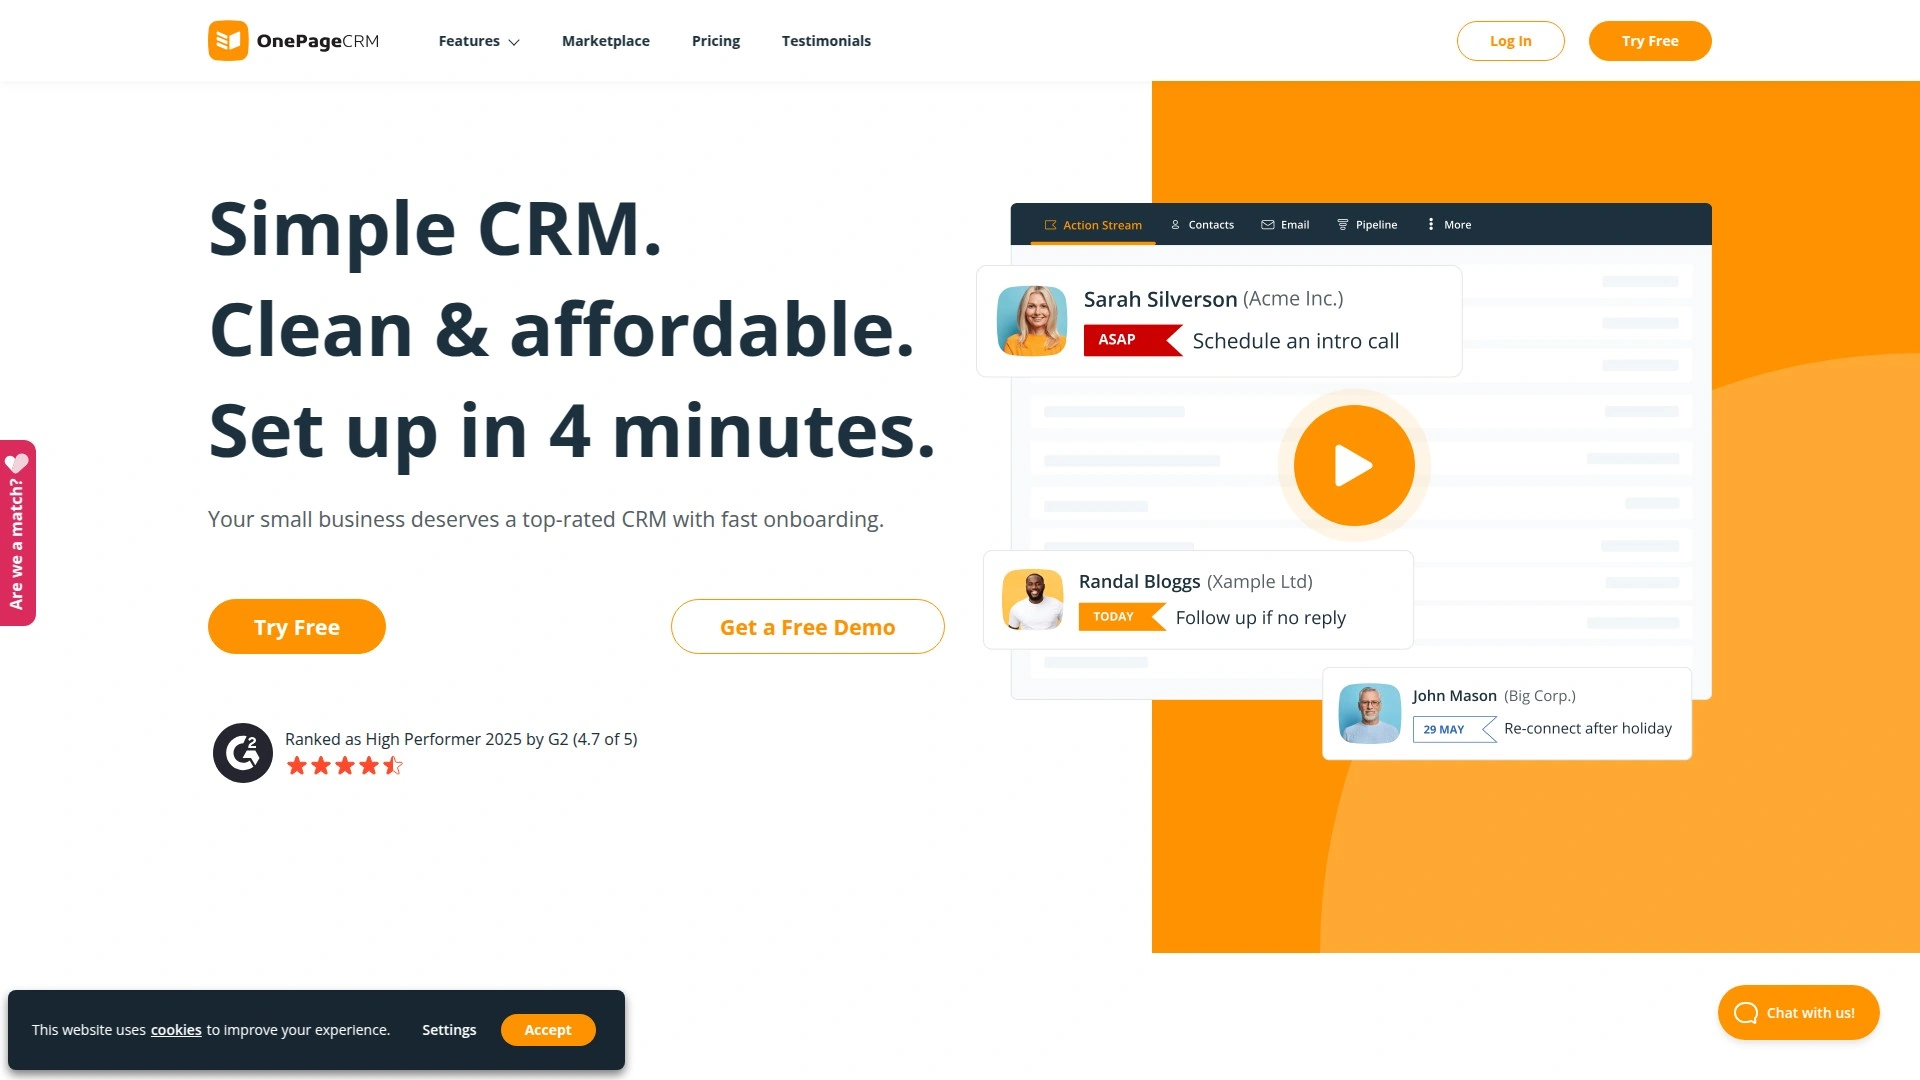 OnePageCRM
Features
Marketplace
Pricing
Testimonials
Log In
Try Free
Simple CRM.
Clean & affordable.
Set up in 4 minutes.
Your small business deserves a top-rated CRM with fast onboarding.
Try Free
Get a Free Demo
G2
Ranked as High Performer 2025 by G2 (4.7 of 5)
Action Stream
Contacts
Email
Pipeline
More
Sarah Silverson (Acme Inc.)
ASAP Schedule an intro call
Randal Bloggs (Xample Ltd)
TODAY Follow up if no reply
John Mason (Big Corp.)
29 MAY Re-connect after holiday
Are we a match?
This website uses cookies to improve your experience.
Settings
Accept
Chat with us!